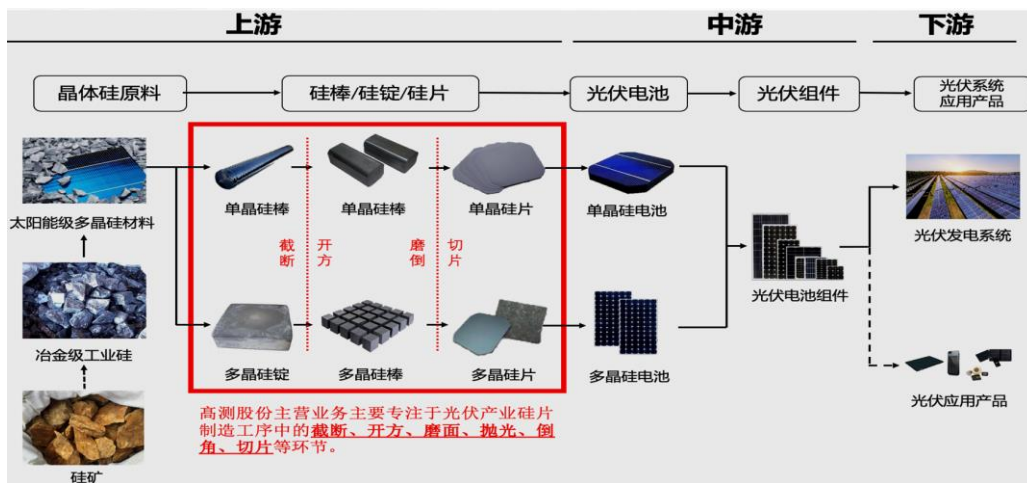 上游
中游
下游
晶体硅原料
硅棒/硅锭/硅片
光伏电池
光伏组件
光伏系统
应用产品
太阳能级多晶硅材料
单晶硅棒
单晶硅棒
单晶硅片
单晶硅电池
光伏发电系统
截断
开方
磨倒
切片
冶金级工业硅
多晶硅锭
多晶硅棒
多晶硅片
多晶硅电池
光伏电池组件
光伏应用产品
硅矿
高测股份主营业务主要专注于光伏产业硅片
制造工序中的截断、开方、磨面、抛光、倒
角、切片等环节。